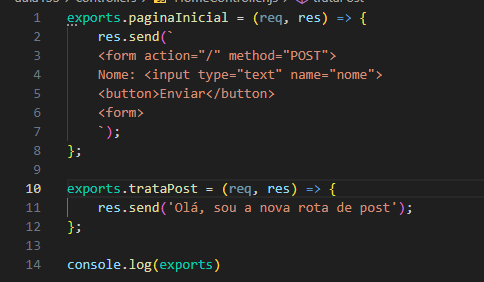 exports.paginaInicial = (req, res) => {
res.send(`
<form action="/" method="POST">
Nome: <input type="text" name="nome">
<button>Enviar</button>
<form>
`);
};
exports.trataPost = (req, res) => {
res.send('Olá, sou a nova rota de post');
};
console.log(exports)